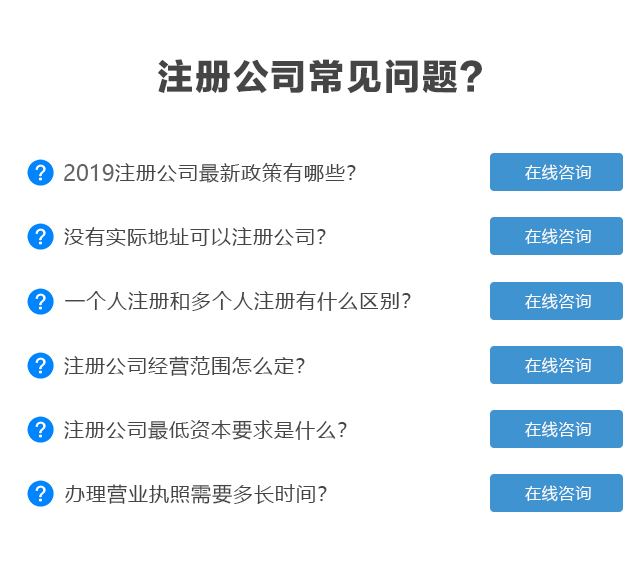 注册公司常见问题？
? 2019注册公司最新政策有哪些? 在线咨询
? 没有实际地址可以注册公司? 在线咨询
? 一个人注册和多个人注册有什么区别? 在线咨询
? 注册公司经营范围怎么定? 在线咨询
? 注册公司最低资本要求是什么? 在线咨询
? 办理营业执照需要多长时间? 在线咨询